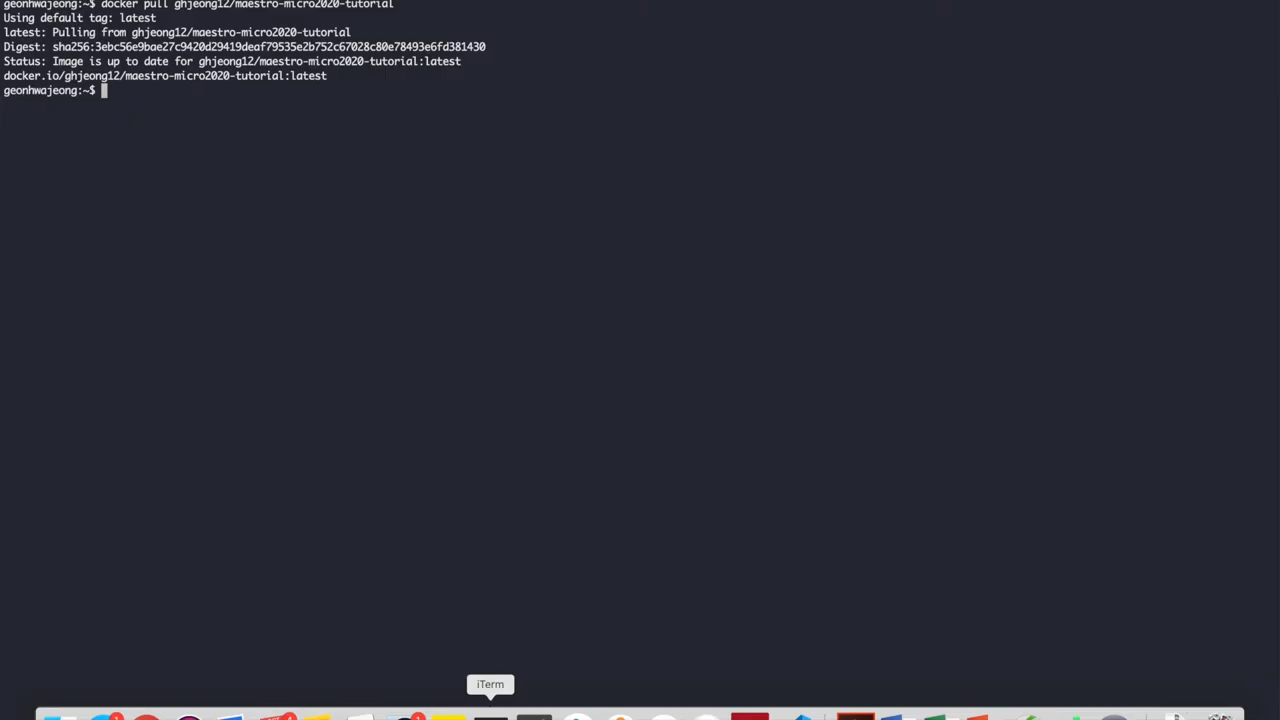 geonhwajeong:~$ docker pull ghjeong12/maestro-micro2020-tutorial
Using default tag: latest
latest: Pulling from ghjeong12/maestro-micro2020-tutorial
Digest: sha256:3ebc56e9bae27c9420d29419deaf79535e2b752c67028c80e78493e6fd381430
Status: Image is up to date for ghjeong12/maestro-micro2020-tutorial:latest
docker.io/ghjeong12/maestro-micro2020-tutorial:latest
geonhwajeong:~$
iTerm